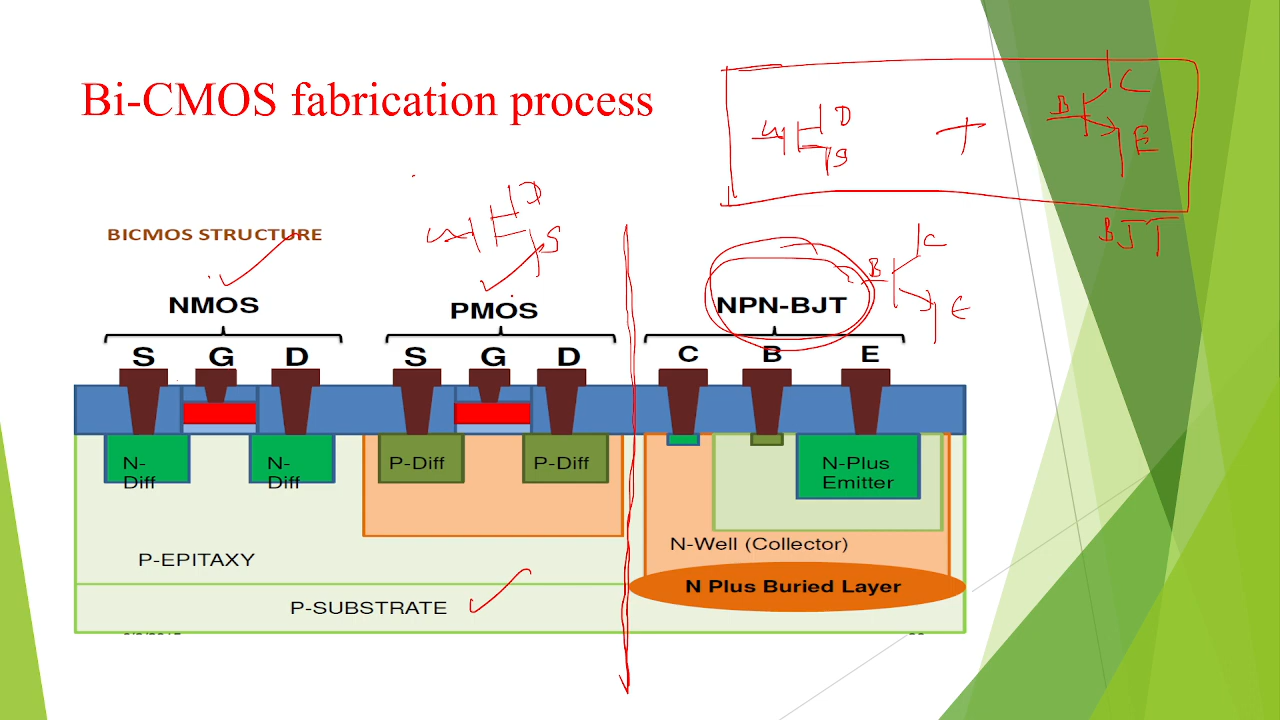 Bi-CMOS fabrication process
D
S
+
B
C
E
BJT
BICMOS STRUCTURE
D
S
B
C
E
NMOS
PMOS
NPN-BJT
S G D
S G D
C B E
N-
Diff
N-
Diff
P-Diff
P-Diff
N-Plus
Emitter
N-Well (Collector)
P-EPITAXY
N Plus Buried Layer
P-SUBSTRATE